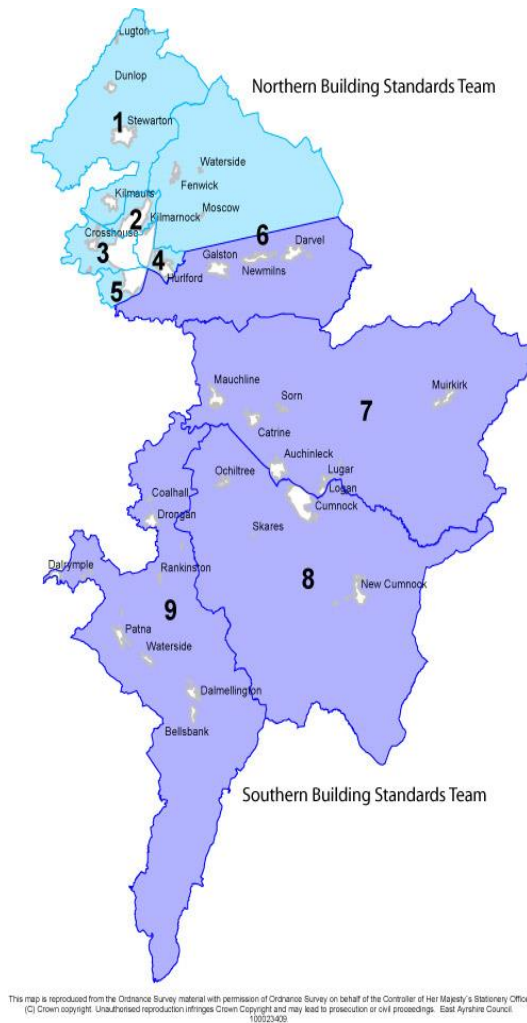 Lugton
Northern Building Standards Team
Dunlop
1
Stewarton
Waterside
Fenwick
Kilmaurs
2
Moscow
Kilmarnock
Crosshouse
3
4
6
Darvel
Galston
Newmilns
Hurlford
5
Mauchline
Muirkirk
Sorn
7
Catrine
Auchinleck
Ochiltree
Lugar
Logan
Coalhall
Cumnock
Drongan
Skares
Dalrymple
Rankinston
8
New Cumnock
9
Patna
Waterside
Dalmellington
Bellsbank
Southern Building Standards Team
This map is reproduced from the Ordnance Survey material with permission of Ordnance Survey on behalf of the Controller of Her Majesty's Stationery Office
(C) Crown copyright. Unauthorised reproduction infringes Crown Copyright and may lead to prosecution or civil proceedings. East Ayrshire Council.
100023409.